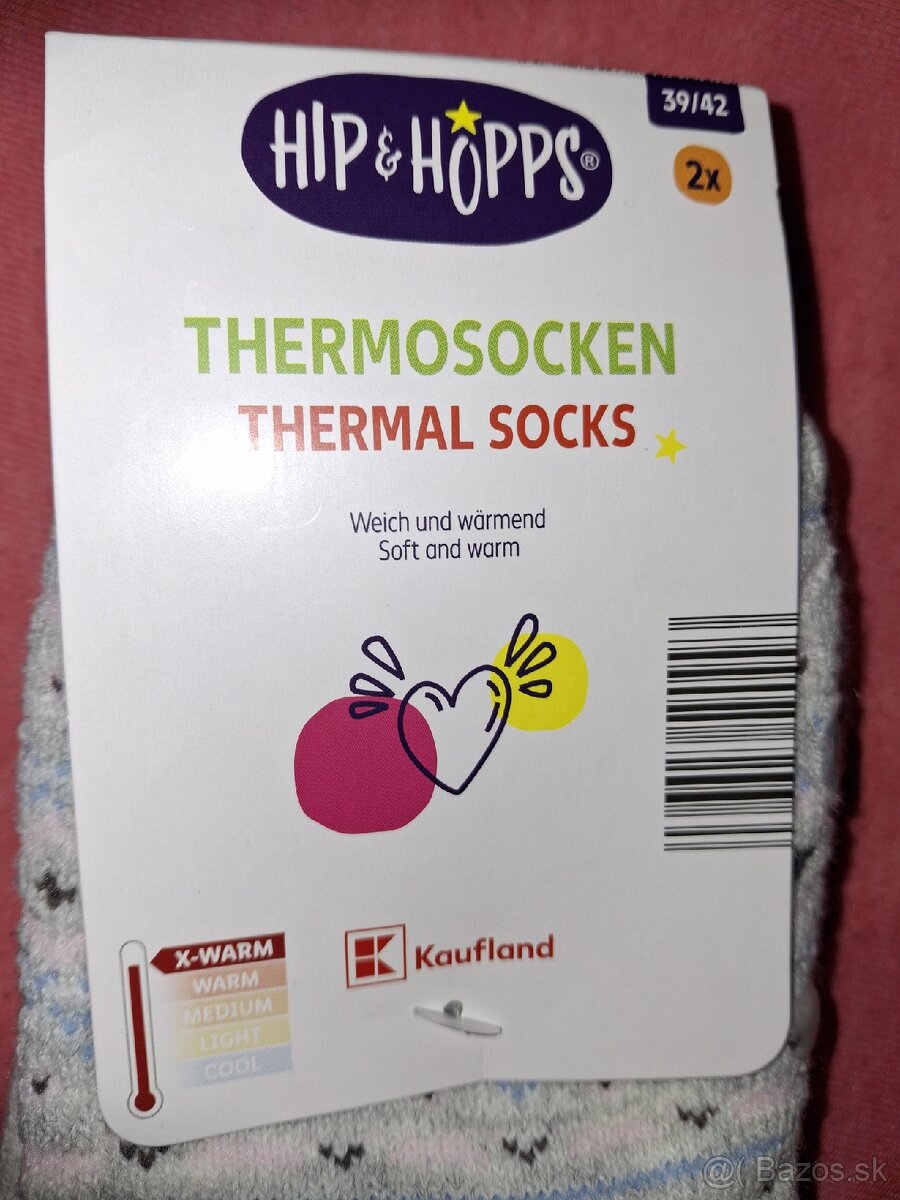 HIP & HOPPS®
39/42
2x
THERMOSOCKEN
THERMAL SOCKS
Weich und wärmend
Soft and warm
X-WARM
WARM
MEDIUM
LIGHT
COOL
Kaufland
@( Bazos.sk